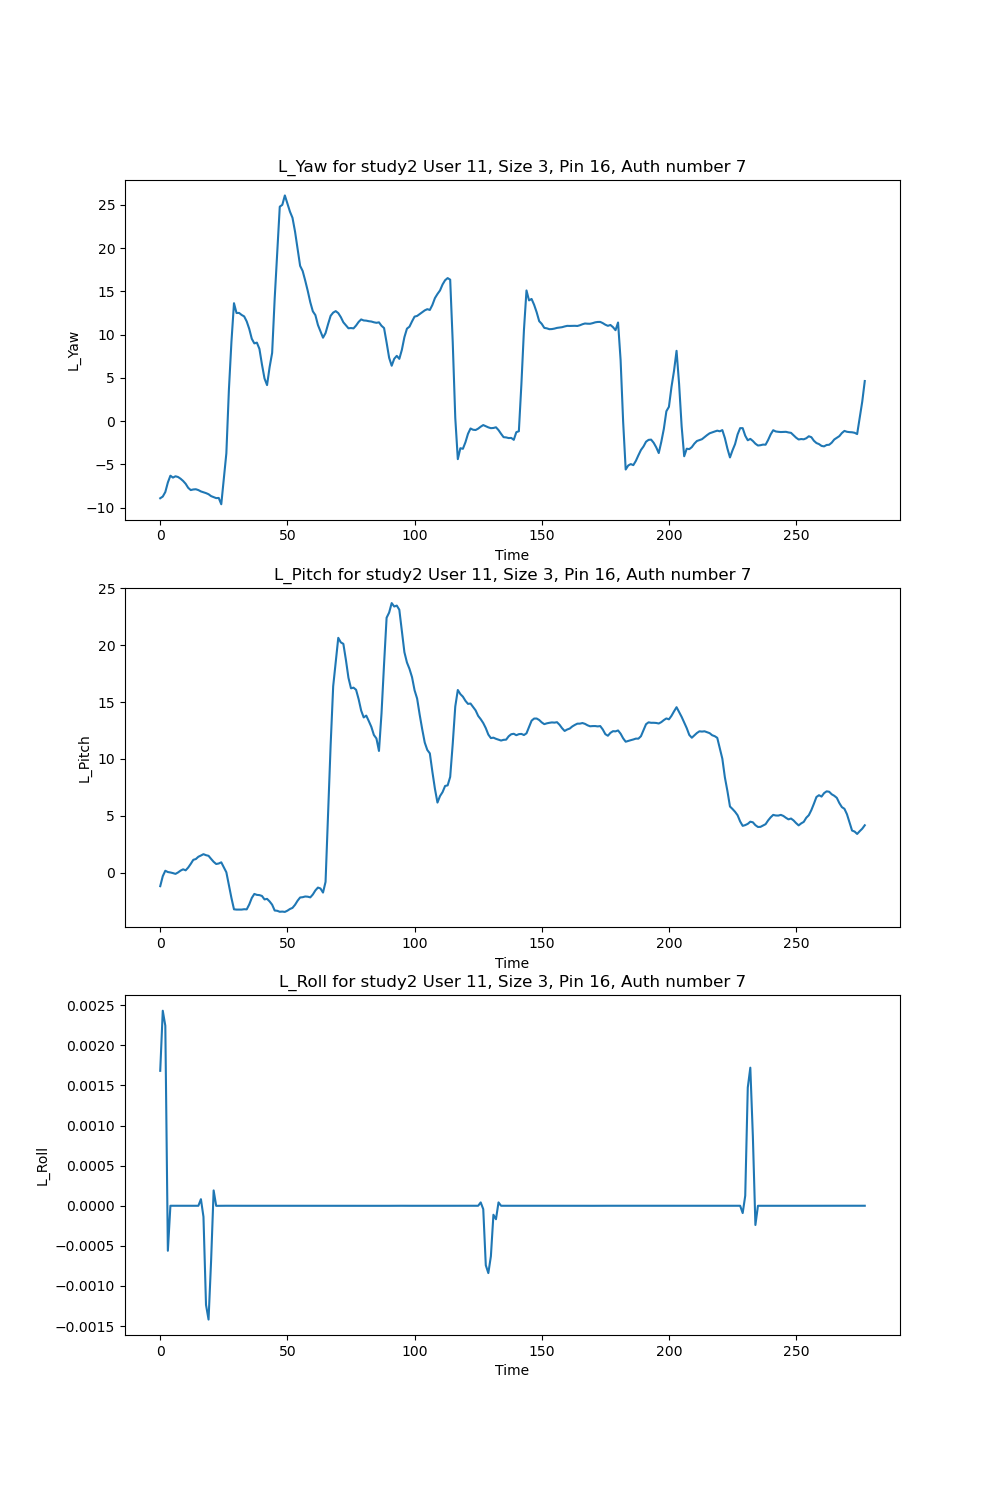 L_Yaw for study2 User 11, Size 3, Pin 16, Auth number 7
25
20
15
10
5
0
−5
−10
L_Yaw
0 50 100 150 200 250
Time
L_Pitch for study2 User 11, Size 3, Pin 16, Auth number 7
25
20
15
10
5
0
L_Pitch
0 50 100 150 200 250
Time
L_Roll for study2 User 11, Size 3, Pin 16, Auth number 7
0.0025
0.0020
0.0015
0.0010
0.0005
0.0000
−0.0005
−0.0010
−0.0015
L_Roll
0 50 100 150 200 250
Time